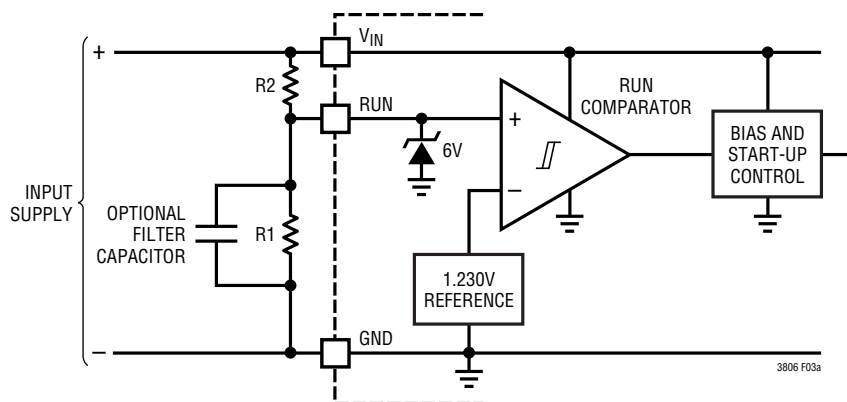 +
V_IN
R2
RUN
6V
+
−
RUN
COMPARATOR
BIAS AND
START-UP
CONTROL
INPUT
SUPPLY
OPTIONAL
FILTER
CAPACITOR
R1
1.230V
REFERENCE
−
GND
3806 F03a